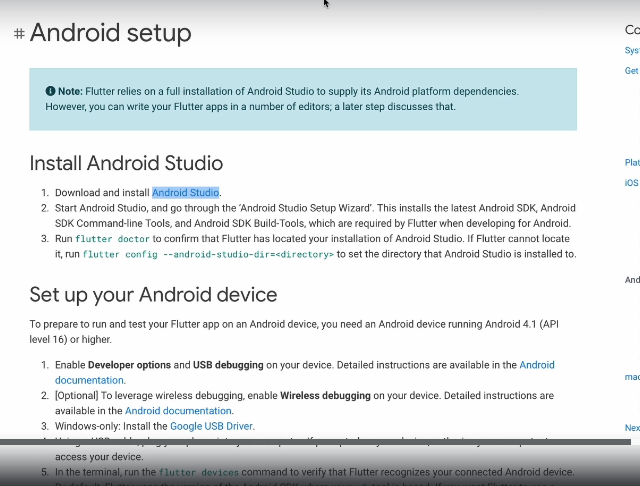 # Android setup
Co
Sys
Note: Flutter relies on a full installation of Android Studio to supply its Android platform dependencies.
However, you can write your Flutter apps in a number of editors; a later step discusses that.
Get
Install Android Studio
Plat
iOS
1. Download and install Android Studio.
2. Start Android Studio, and go through the ‘Android Studio Setup Wizard’. This installs the latest Android SDK, Android
SDK Command-line Tools, and Android SDK Build-Tools, which are required by Flutter when developing for Android.
3. Run flutter doctor to confirm that Flutter has located your installation of Android Studio. If Flutter cannot locate
it, run flutter config --android-studio-dir=<directory> to set the directory that Android Studio is installed to.
And
Set up your Android device
To prepare to run and test your Flutter app on an Android device, you need an Android device running Android 4.1 (API
level 16) or higher.
1. Enable Developer options and USB debugging on your device. Detailed instructions are available in the Android
documentation.
mac
2. [Optional] To leverage wireless debugging, enable Wireless debugging on your device. Detailed instructions are
available in the Android documentation.
3. Windows-only: Install the Google USB Driver.
Nex
access your device.
5. In the terminal, run the flutter devices command to verify that Flutter recognizes your connected Android device.